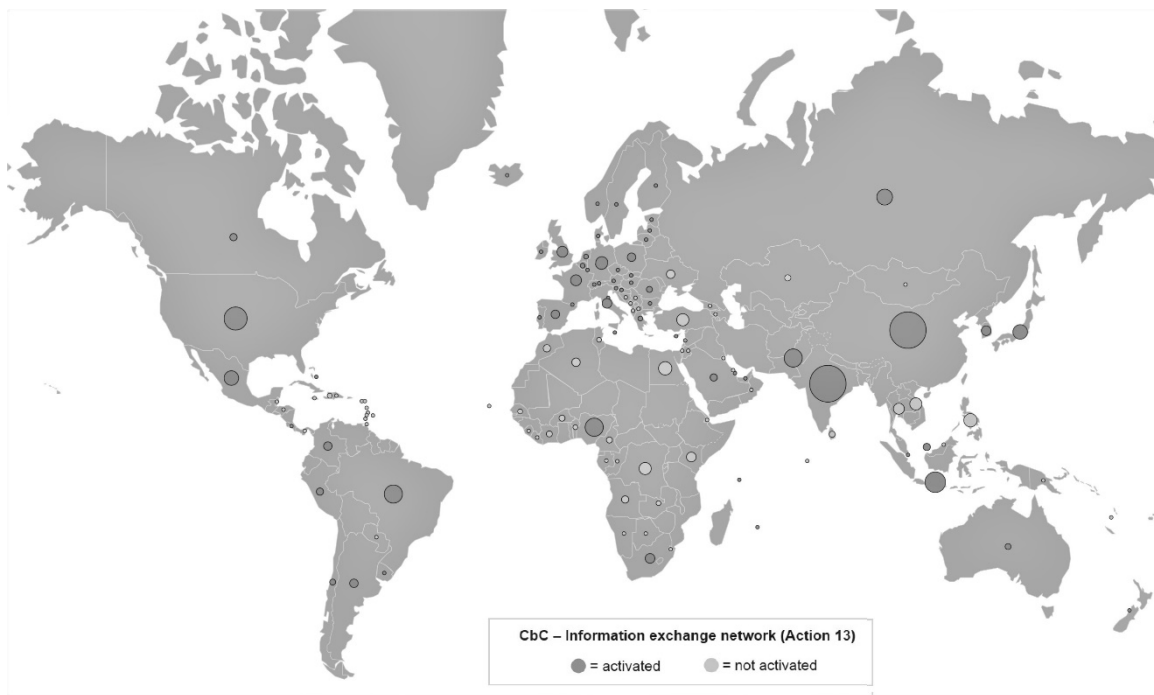 CbC – Information exchange network (Action 13)
= activated
= not activated